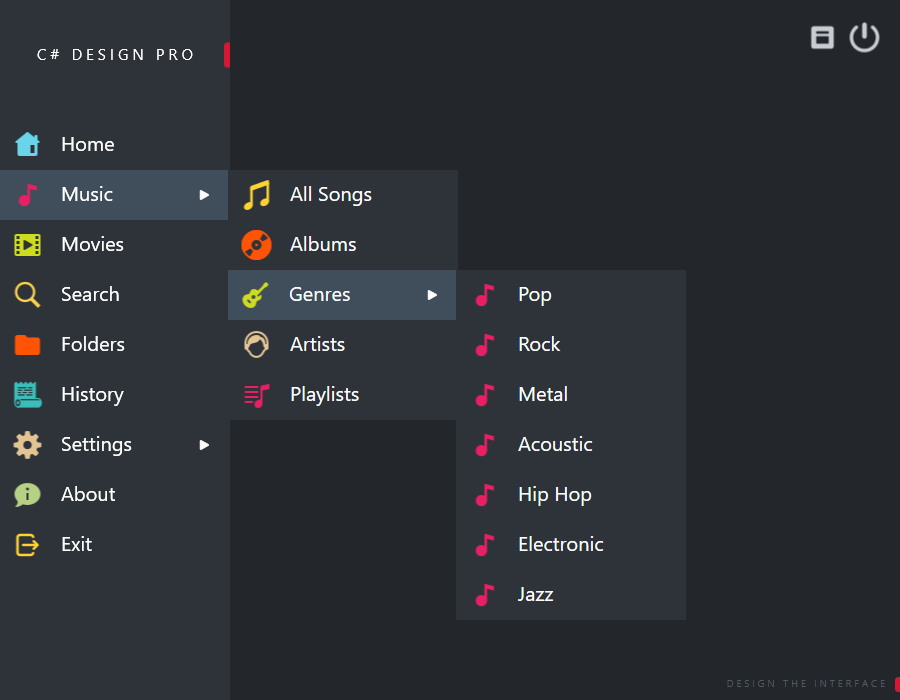 C# DESIGN PRO
Home
Music
Movies
Search
Folders
History
Settings
About
Exit
All Songs
Albums
Genres
Artists
Playlists
Pop
Rock
Metal
Acoustic
Hip Hop
Electronic
Jazz
DESIGN THE INTERFACE